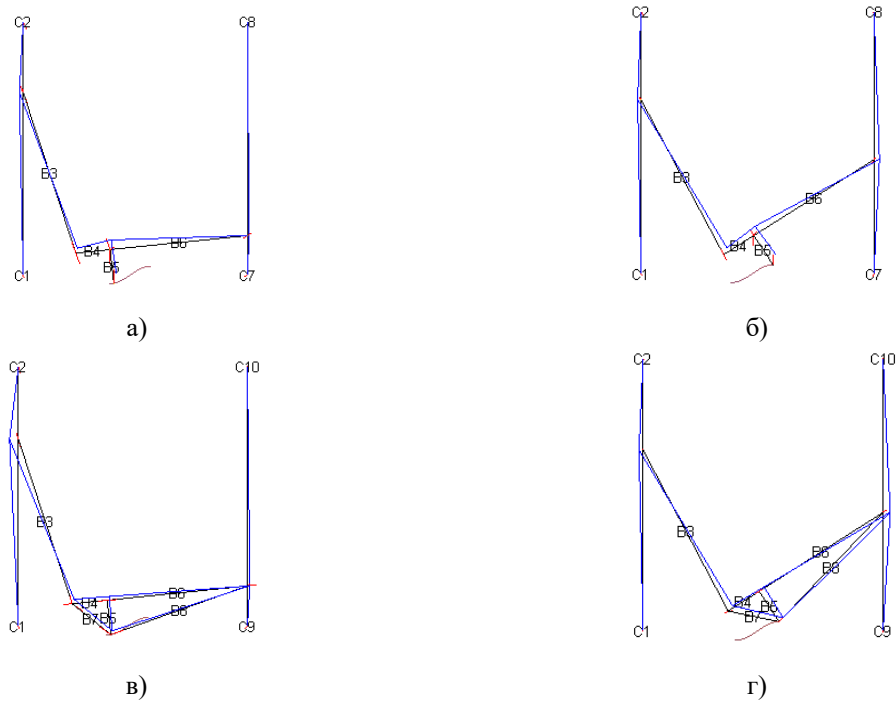 C2 C8 C2 C8
B3 B3
B6
B4 B6 B4 B5
B5
C1 C7 C1 C7
а) б)
C2 C10 C2 C10
B3 B3
B6
B8
B4 B6 B4 B5
B7 B5 B8 B7
C1 C9 C1 C9
в) г)